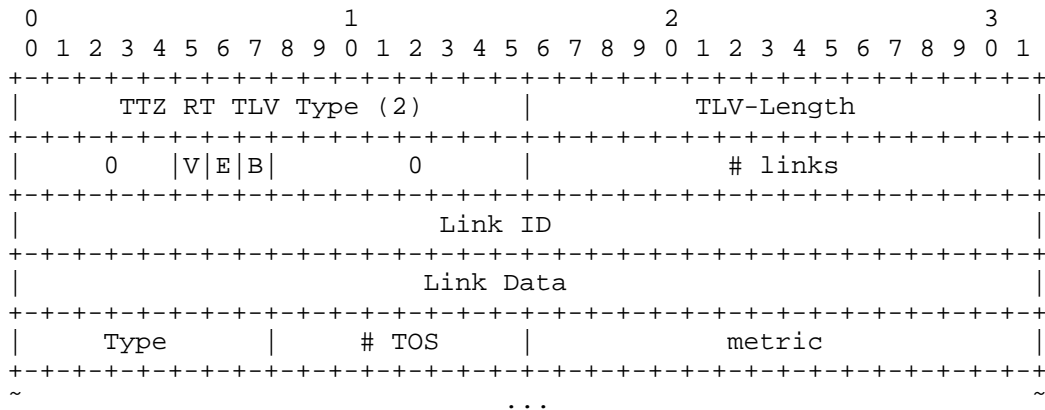 0                   1                   2                   3
 0 1 2 3 4 5 6 7 8 9 0 1 2 3 4 5 6 7 8 9 0 1 2 3 4 5 6 7 8 9 0 1
+-+-+-+-+-+-+-+-+-+-+-+-+-+-+-+-+-+-+-+-+-+-+-+-+-+-+-+-+-+-+-+-+
|      TTZ RT TLV Type (2)      |          TLV-Length           |
+-+-+-+-+-+-+-+-+-+-+-+-+-+-+-+-+-+-+-+-+-+-+-+-+-+-+-+-+-+-+-+-+
|     0   |V|E|B|        0      |            # links            |
+-+-+-+-+-+-+-+-+-+-+-+-+-+-+-+-+-+-+-+-+-+-+-+-+-+-+-+-+-+-+-+-+
|                          Link ID                              |
+-+-+-+-+-+-+-+-+-+-+-+-+-+-+-+-+-+-+-+-+-+-+-+-+-+-+-+-+-+-+-+-+
|                         Link Data                             |
+-+-+-+-+-+-+-+-+-+-+-+-+-+-+-+-+-+-+-+-+-+-+-+-+-+-+-+-+-+-+-+-+
|     Type      |     # TOS     |            metric             |
+-+-+-+-+-+-+-+-+-+-+-+-+-+-+-+-+-+-+-+-+-+-+-+-+-+-+-+-+-+-+-+-+
~                              ...                              ~